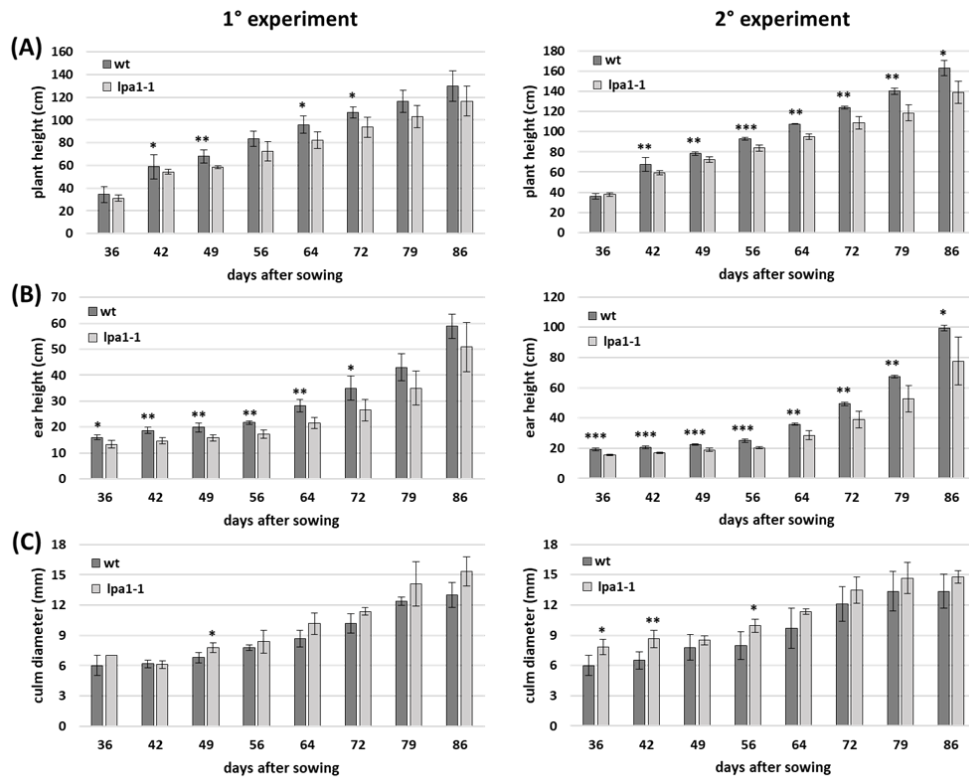 1° experiment
2° experiment
(A)
plant height (cm)
160
140
120
100
80
60
40
20
0
wt
lpa1-1
*
**
*
*
36 42 49 56 64 72 79 86
days after sowing
plant height (cm)
180
160
140
120
100
80
60
40
20
0
wt
lpa1-1
**
**
***
**
**
**
*
36 42 49 56 64 72 79 86
days after sowing
(B)
ear height (cm)
70
60
50
40
30
20
10
0
wt
lpa1-1
*
**
**
**
**
*
36 42 49 56 64 72 79 86
days after sowing
ear height (cm)
120
100
80
60
40
20
0
wt
lpa1-1
***
***
***
***
**
**
**
*
36 42 49 56 64 72 79 86
days after sowing
(C)
culm diameter (mm)
18
15
12
9
6
3
0
wt
lpa1-1
*
36 42 49 56 64 72 79 86
days after sowing
culm diameter (mm)
18
15
12
9
6
3
0
wt
lpa1-1
*
**
*
36 42 49 56 64 72 79 86
days after sowing